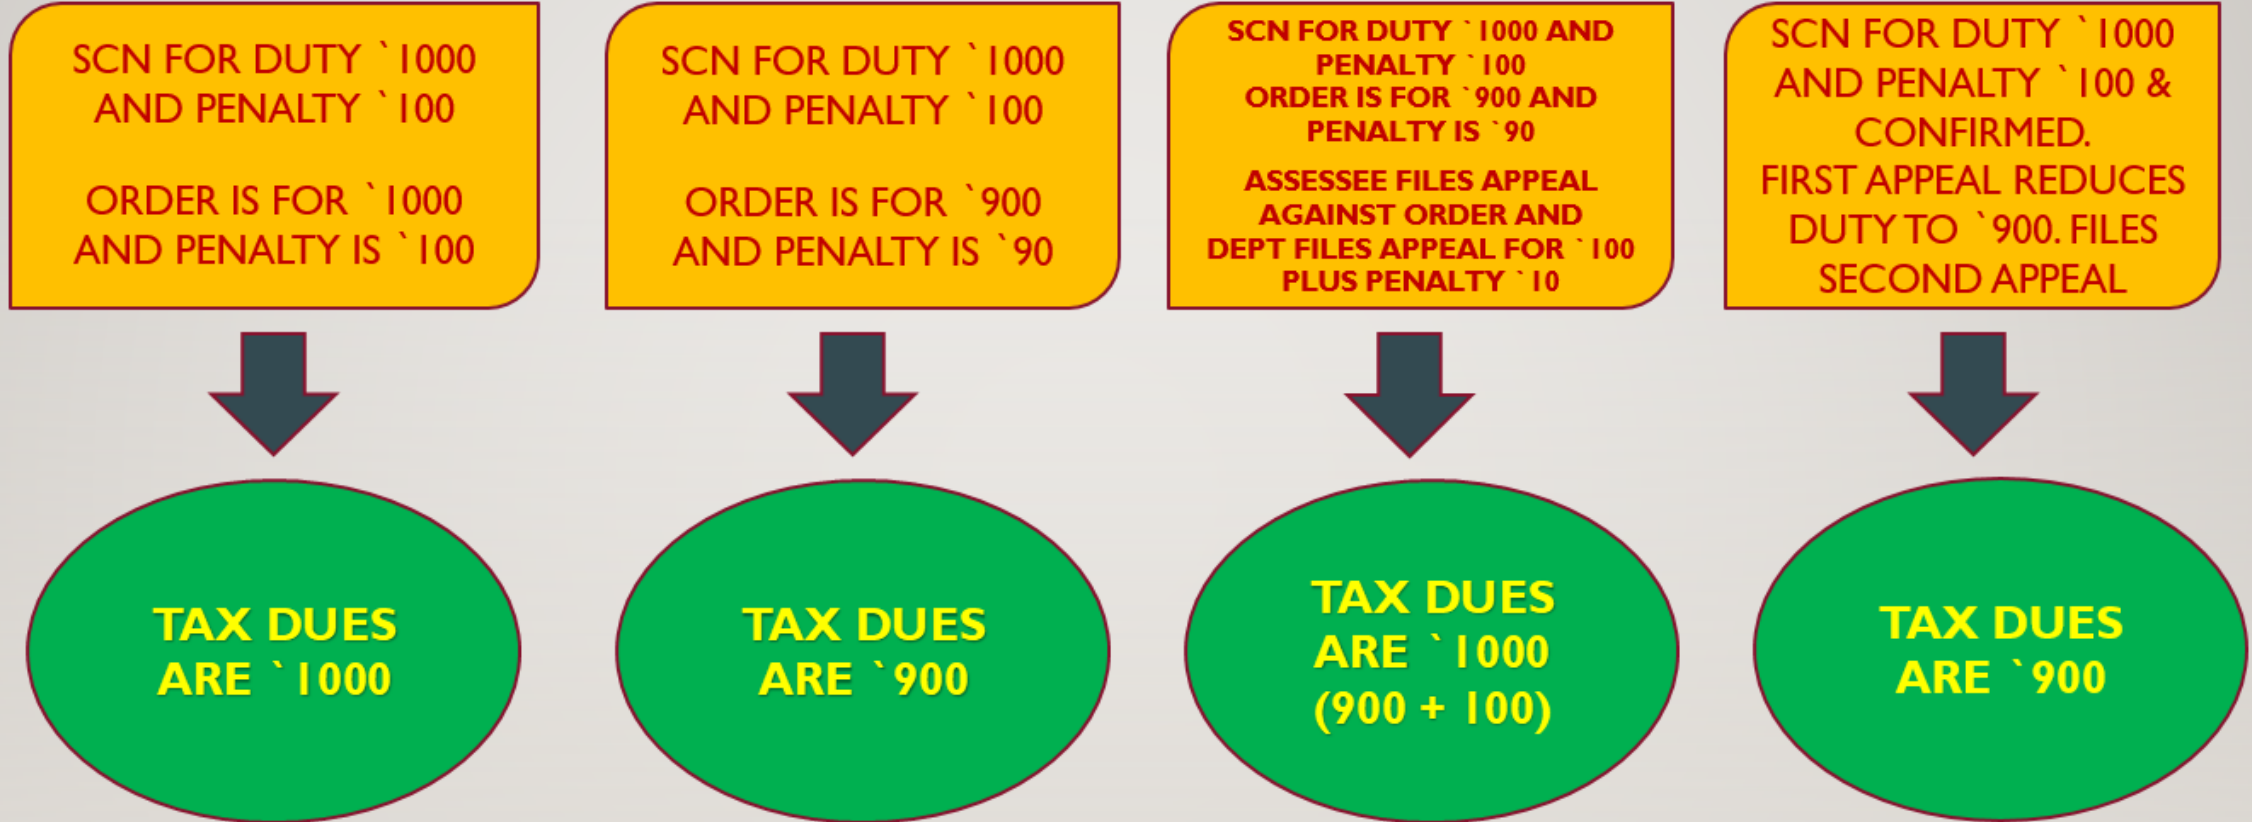 SCN FOR DUTY `1000
AND PENALTY `100
ORDER IS FOR `1000
AND PENALTY IS `100
SCN FOR DUTY `1000
AND PENALTY `100
ORDER IS FOR `900
AND PENALTY IS `90
SCN FOR DUTY `1000 AND
PENALTY `100
ORDER IS FOR `900 AND
PENALTY IS `90
ASSESSEE FILES APPEAL
AGAINST ORDER AND
DEPT FILES APPEAL FOR `100
PLUS PENALTY `10
SCN FOR DUTY `1000
AND PENALTY `100 &
CONFIRMED.
FIRST APPEAL REDUCES
DUTY TO `900. FILES
SECOND APPEAL
TAX DUES
ARE `1000
TAX DUES
ARE `900
TAX DUES
ARE `1000
(900 + 100)
TAX DUES
ARE `900